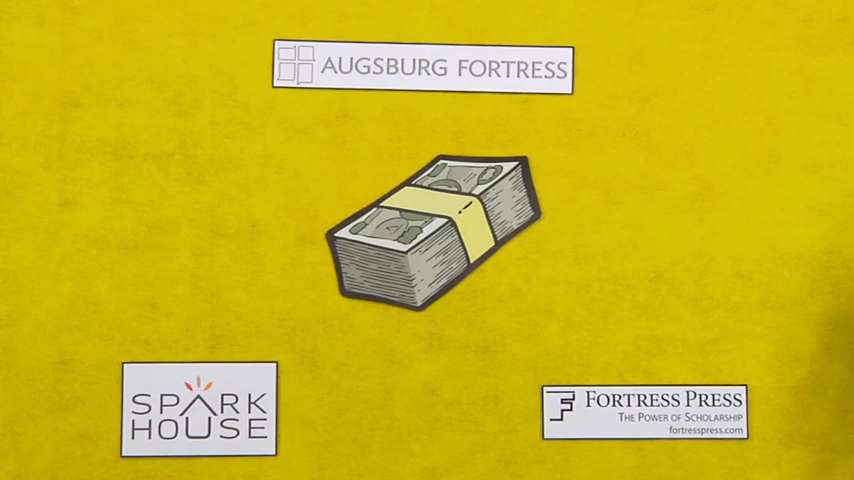 AUGSBURG FORTRESS
SPARK
HOUSE
FORTRESS PRESS
THE POWER OF SCHOLARSHIP
fortresspress.com